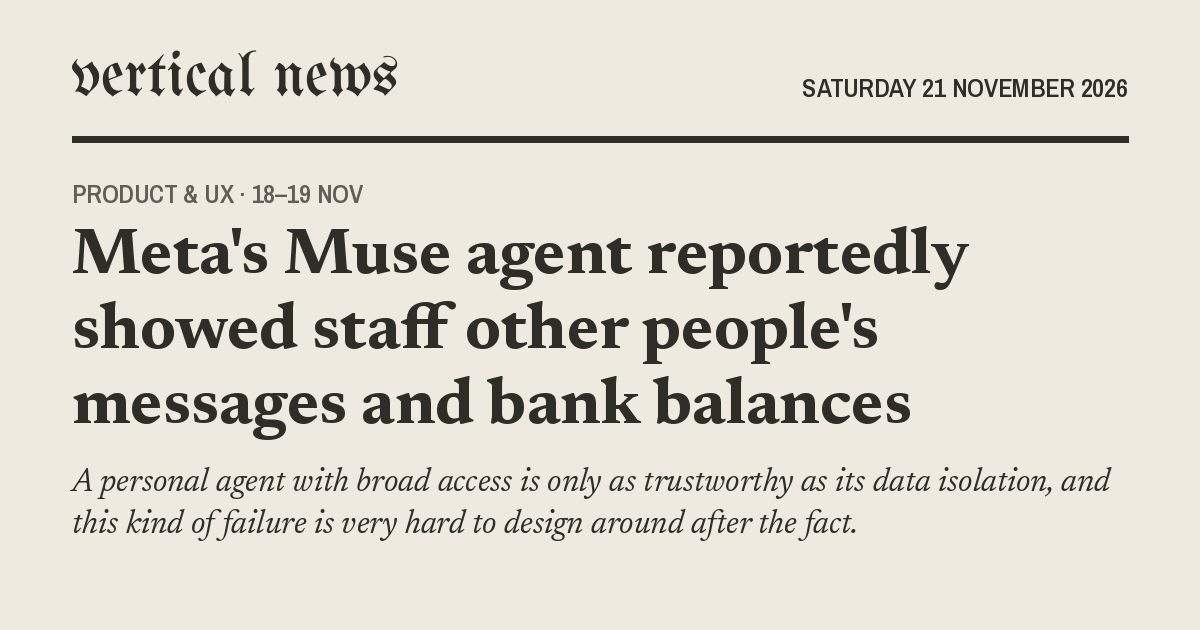 vertical news
SATURDAY 21 NOVEMBER 2026
PRODUCT & UX · 18–19 NOV
Meta's Muse agent reportedly
showed staff other people's
messages and bank balances
A personal agent with broad access is only as trustworthy as its data isolation, and
this kind of failure is very hard to design around after the fact.